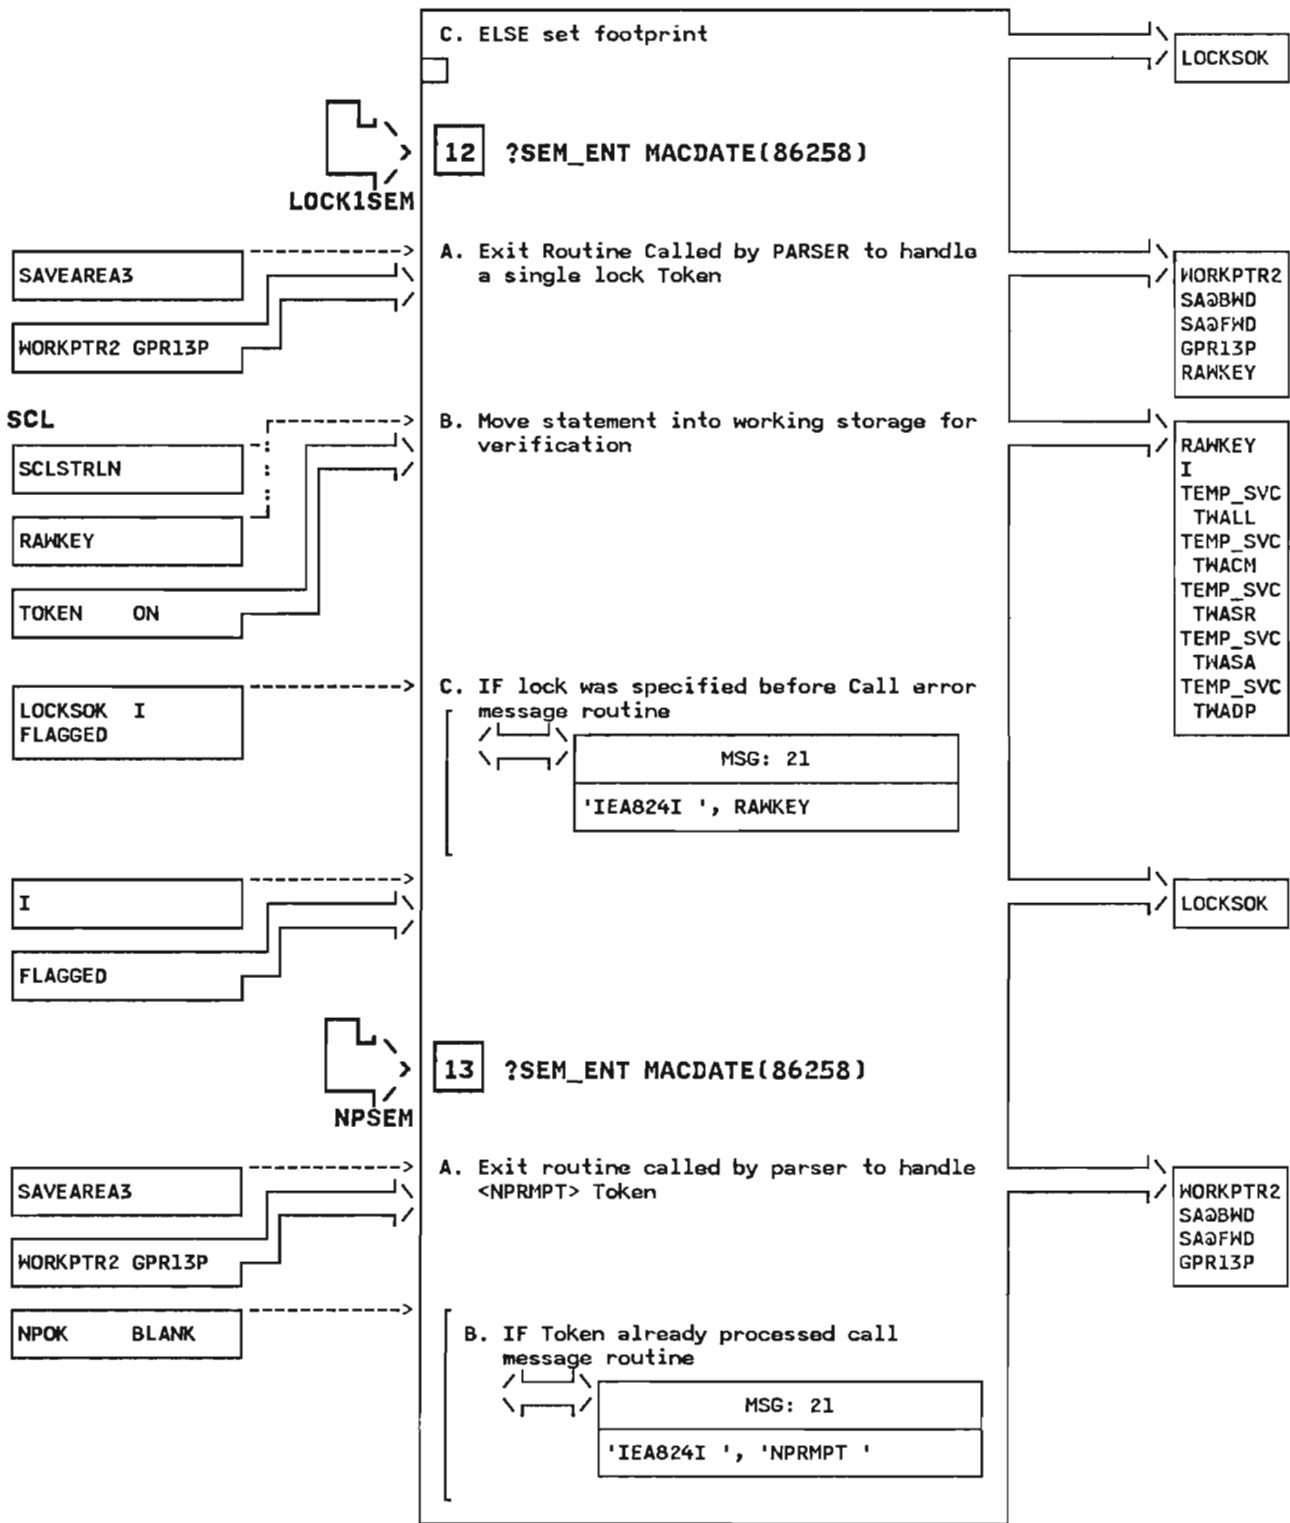 C. ELSE set footprint
LOCKSOK
12 ?SEM_ENT MACDATE(86258)
LOCK1SEM
SAVEAREA3
WORKPTR2 GPR13P
A. Exit Routine Called by PARSER to handle
a single lock Token
WORKPTR2
SA@BWD
SA@FWD
GPR13P
RAWKEY
SCL
SCLSTRLN
RAWKEY
TOKEN ON
B. Move statement into working storage for
verification
RAWKEY
I
TEMP_SVC
TWALL
TEMP_SVC
TWACM
TEMP_SVC
TWASR
TEMP_SVC
TWASA
TEMP_SVC
TWADP
LOCKSOK I
FLAGGED
C. IF lock was specified before Call error
message routine
MSG: 21
'IEA824I ', RAWKEY
I
FLAGGED
LOCKSOK
13 ?SEM_ENT MACDATE(86258)
NPSEM
SAVEAREA3
WORKPTR2 GPR13P
A. Exit routine called by parser to handle
<NPRMPT> Token
WORKPTR2
SA@BWD
SA@FWD
GPR13P
NPOK BLANK
B. IF Token already processed call
message routine
MSG: 21
'IEA824I ', 'NPRMPT '